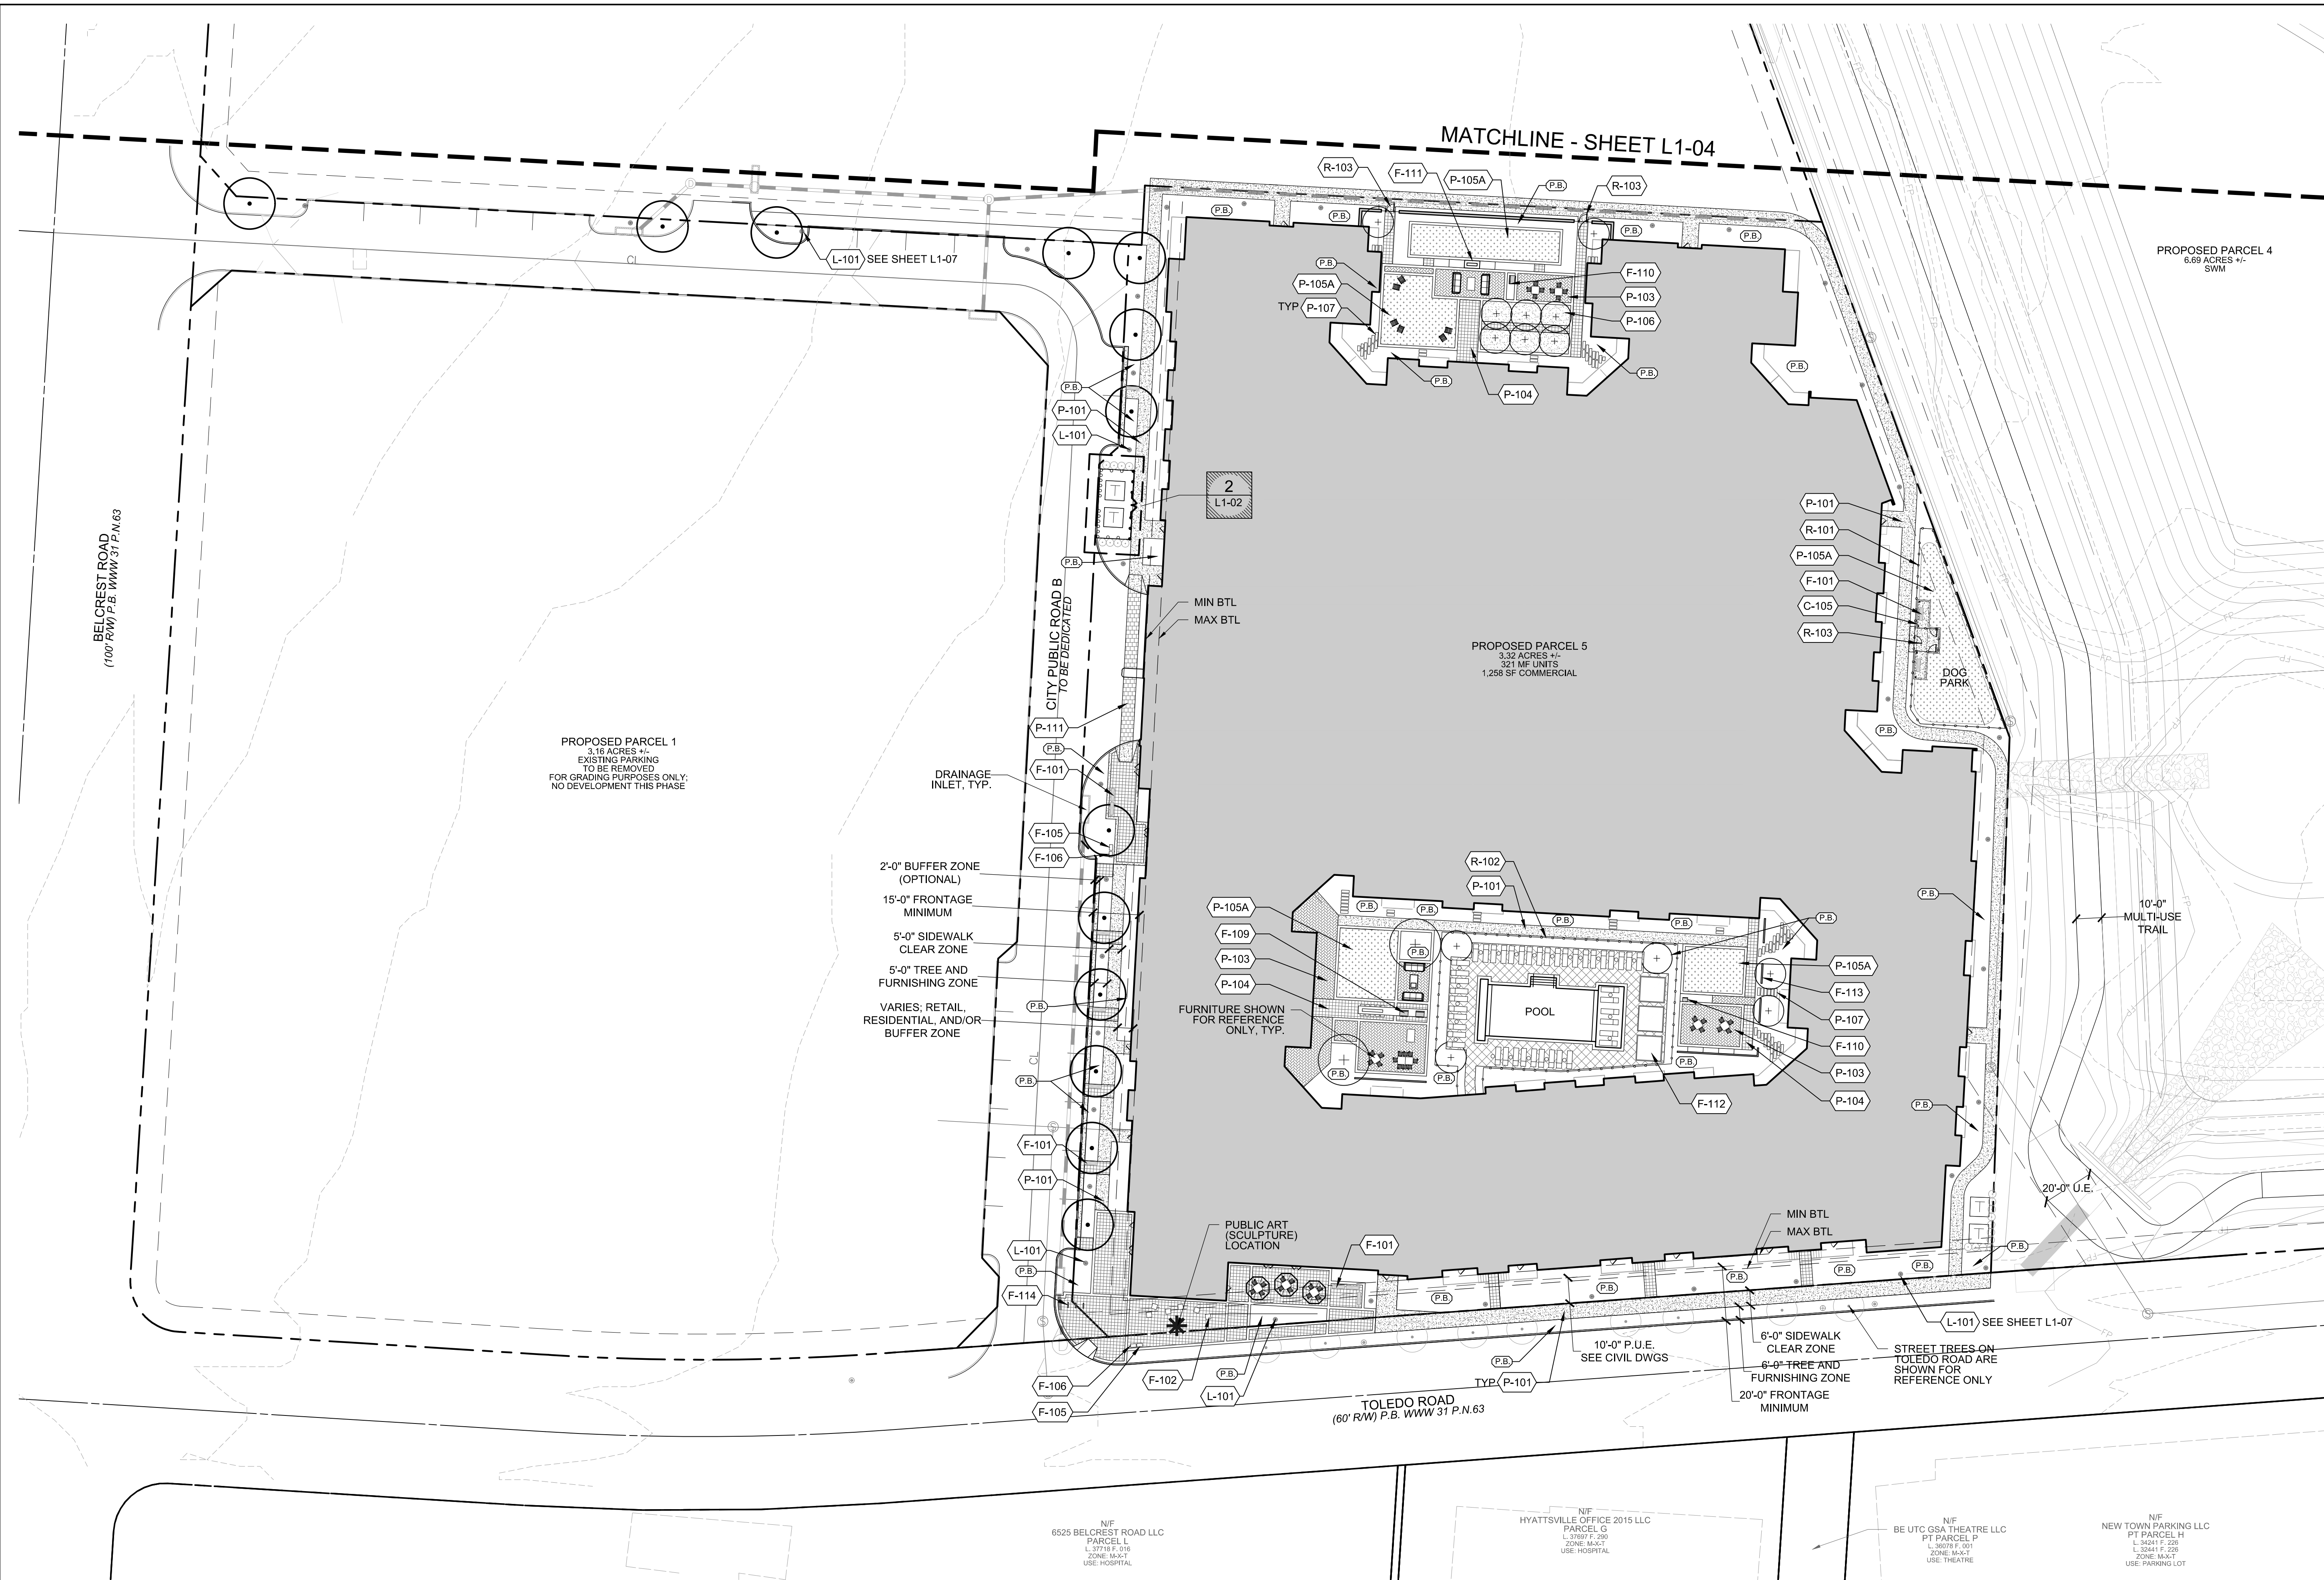 MATCHLINE - SHEET L1-04
R-103
F-111
P-105A
P.B.
R-103
P.B.
P.B.
P.B.
P.B.
L-101 SEE SHEET L1-07
CL
PROPOSED PARCEL 4
6.69 ACRES +/-
SWM
P.B.
P-105A
TYP P-107
F-110
P-103
P-106
P.B.
P.B.
P-104
P.B.
P.B.
P-101
L-101
2
L1-02
P.B.
T
T
BELCREST ROAD
(100' R/W) P.B. WWW 31 P.N.63
CITY PUBLIC ROAD B
TO BE DEDICATED
MIN BTL
MAX BTL
P-101
R-101
P-105A
F-101
C-105
R-103
DOG
PARK
P.B.
PROPOSED PARCEL 5
3.32 ACRES +/-
321 MF UNITS
1,258 SF COMMERCIAL
PROPOSED PARCEL 1
3.16 ACRES +/-
EXISTING PARKING
TO BE REMOVED
FOR GRADING PURPOSES ONLY;
NO DEVELOPMENT THIS PHASE
P-111
P.B.
F-101
DRAINAGE
INLET, TYP.
F-105
F-106
2'-0" BUFFER ZONE
(OPTIONAL)
15'-0" FRONTAGE
MINIMUM
5'-0" SIDEWALK
CLEAR ZONE
5'-0" TREE AND
FURNISHING ZONE
P.B.
VARIES; RETAIL,
RESIDENTIAL, AND/OR
BUFFER ZONE
CL
R-102
P-101
P-105A
F-109
P-103
P-104
FURNITURE SHOWN
FOR REFERENCE
ONLY, TYP.
P.B.
P.B.
P.B.
P.B.
P.B.
P.B.
POOL
P-105A
F-113
P-107
F-110
P-103
P-104
P.B.
P.B.
P.B.
F-112
P.B.
10'-0"
MULTI-USE
TRAIL
P.B.
P.B.
F-101
P-101
L-101
P.B.
F-114
PUBLIC ART
(SCULPTURE)
LOCATION
F-101
MIN BTL
MAX BTL
20'-0" U.E.
T
T
P.B.
P.B.
P.B.
P.B.
P.B.
P.B.
P.B.
F-106
F-105
F-102
P.B.
L-101
P.B.
TYP P-101
10'-0" P.U.E.
SEE CIVIL DWGS
6'-0" SIDEWALK
CLEAR ZONE
6'-0" TREE AND
FURNISHING ZONE
20'-0" FRONTAGE
MINIMUM
L-101 SEE SHEET L1-07
STREET TREES ON
TOLEDO ROAD ARE
SHOWN FOR
REFERENCE ONLY
TOLEDO ROAD
(60' R/W) P.B. WWW 31 P.N.63
N/F
6525 BELCREST ROAD LLC
PARCEL L
L. 37718 F. 016
ZONE: M-X-T
USE: HOSPITAL
N/F
HYATTSVILLE OFFICE 2015 LLC
PARCEL G
L. 37697 F. 290
ZONE: M-X-T
USE: HOSPITAL
N/F
BE UTC GSA THEATRE LLC
PT PARCEL P
L. 36078 F. 001
ZONE: M-X-T
USE: THEATRE
N/F
NEW TOWN PARKING LLC
PT PARCEL H
L. 34241 F. 226
L. 32441 F. 226
ZONE: M-X-T
USE: PARKING LOT